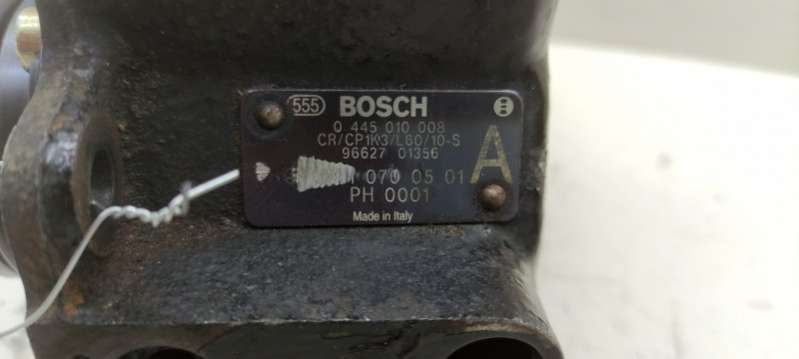 555 BOSCH
0 445 010 008
CR/CP1K3/L60/10-S
96627 01356
070 05 01
A
PH 0001
Made in Italy